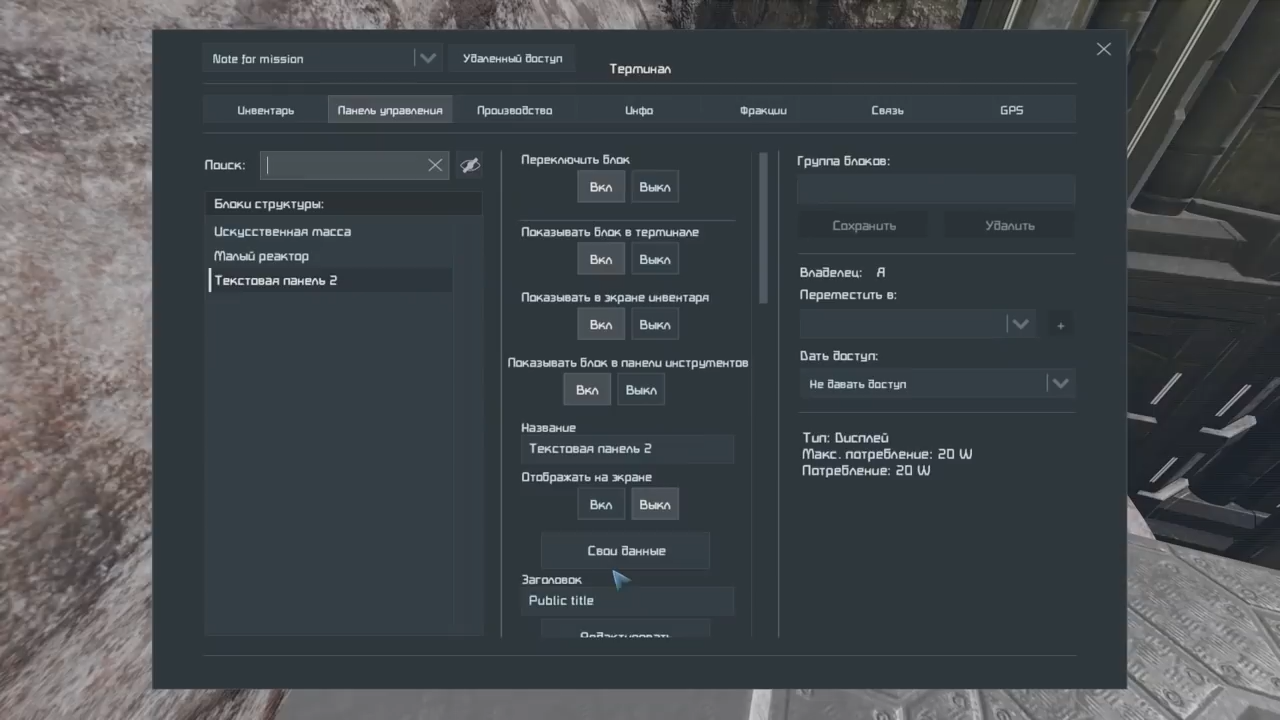 Note for mission
Удаленный доступ
Терминал
Инвентарь
Панель управления
Производство
Инфо
Фракции
Связь
GPS
Поиск:
Блоки структуры:
Искусственная масса
Малый реактор
Текстовая панель 2
Переключить блок
Вкл Выкл
Показывать блок в терминале
Вкл Выкл
Показывать в экране инвентаря
Вкл Выкл
Показывать блок в панели инструментов
Вкл Выкл
Название
Текстовая панель 2
Отображать на экране
Вкл Выкл
Свои данные
Заголовок
Public title
Редактировать
Группа блоков:
Сохранить Удалить
Владелец: A
Переместить в:
+
Дать доступ:
Не давать доступ
Тип: Дисплей
Макс. потребление: 20 W
Потребление: 20 W